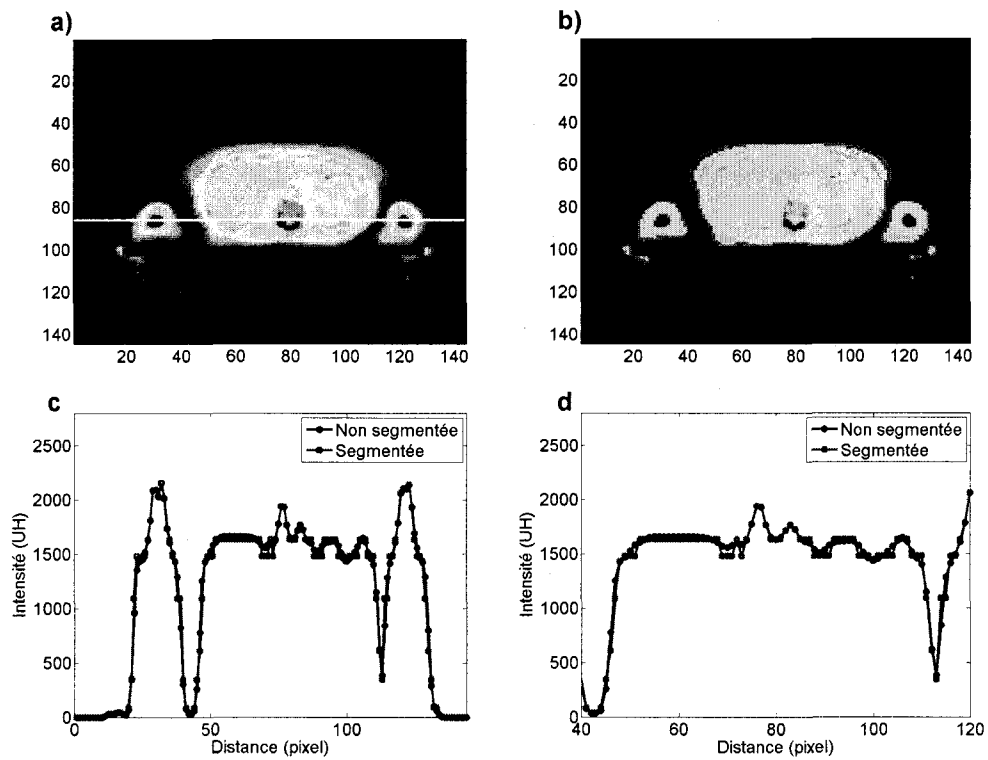 a)
20
40
60
80
100
120
140
20 40 60 80 100 120 140
b)
20
40
60
80
100
120
140
20 40 60 80 100 120 140
c
Non segmentée
Segmentée
Intensité (UH)
2500
2000
1500
1000
500
0
0 50 100
Distance (pixel)
d
Non segmentée
Segmentée
Intensité (UH)
2500
2000
1500
1000
500
0
40 60 80 100 120
Distance (pixel)